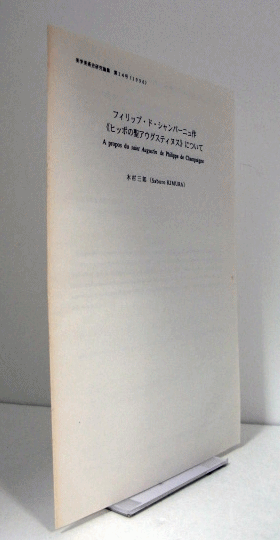 フィリップ・ド・シャンパーニュ作
《ヒッポの聖アウグスティヌス》について
A propos du saint Augustin de Philippe de Champaigne
木村三郎 (Saburo KIMURA)